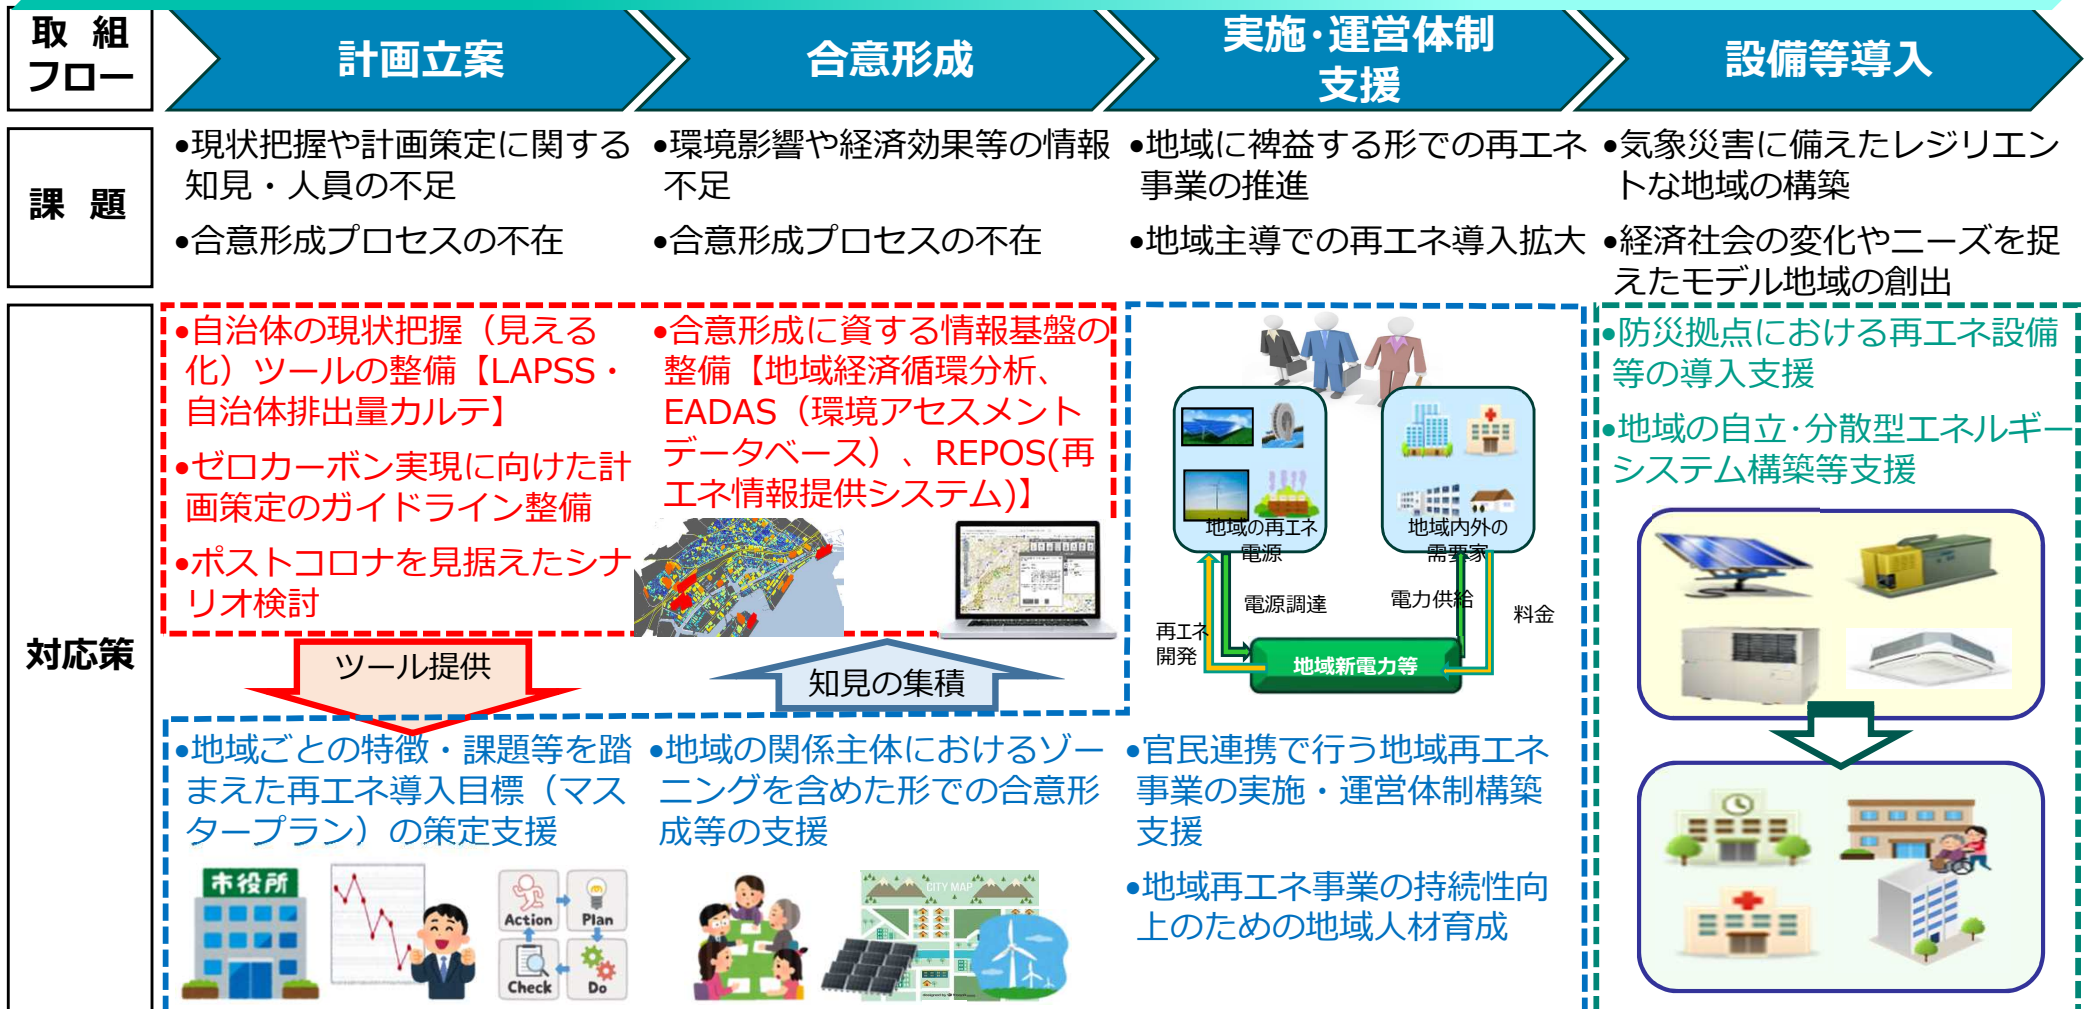 取 組
フロー
計画立案
合意形成
実施･運営体制
支援
設備等導入
課 題
●現状把握や計画策定に関する
知見・人員の不足
●合意形成プロセスの不在
●環境影響や経済効果等の情報
不足
●合意形成プロセスの不在
●地域に裨益する形での再エネ
事業の推進
●地域主導での再エネ導入拡大
●気象災害に備えたレジリエン
トな地域の構築
●経済社会の変化やニーズを捉
えたモデル地域の創出
対応策
●自治体の現状把握（見える
化）ツールの整備【LAPSS・
自治体排出量カルテ】
●ゼロカーボン実現に向けた計
画策定のガイドライン整備
●ポストコロナを見据えたシナ
リオ検討
●合意形成に資する情報基盤の
整備【地域経済循環分析、
EADAS（環境アセスメント
データベース）、REPOS(再
エネ情報提供システム)】
ツール提供
知見の集積
地域の再エネ
電源
地域内外の
需要家
電源調達
電力供給
料金
再エネ
開発
地域新電力等
●防災拠点における再エネ設備
等の導入支援
●地域の自立･分散型エネルギー
システム構築等支援
●地域ごとの特徴・課題等を踏
まえた再エネ導入目標（マス
タープラン）の策定支援
市役所
Action
Plan
Check
Do
●地域の関係主体におけるゾー
ニングを含めた形での合意形
成等の支援
CITY MAP
●官民連携で行う地域再エネ
事業の実施・運営体制構築
支援
●地域再エネ事業の持続性向
上のための地域人材育成